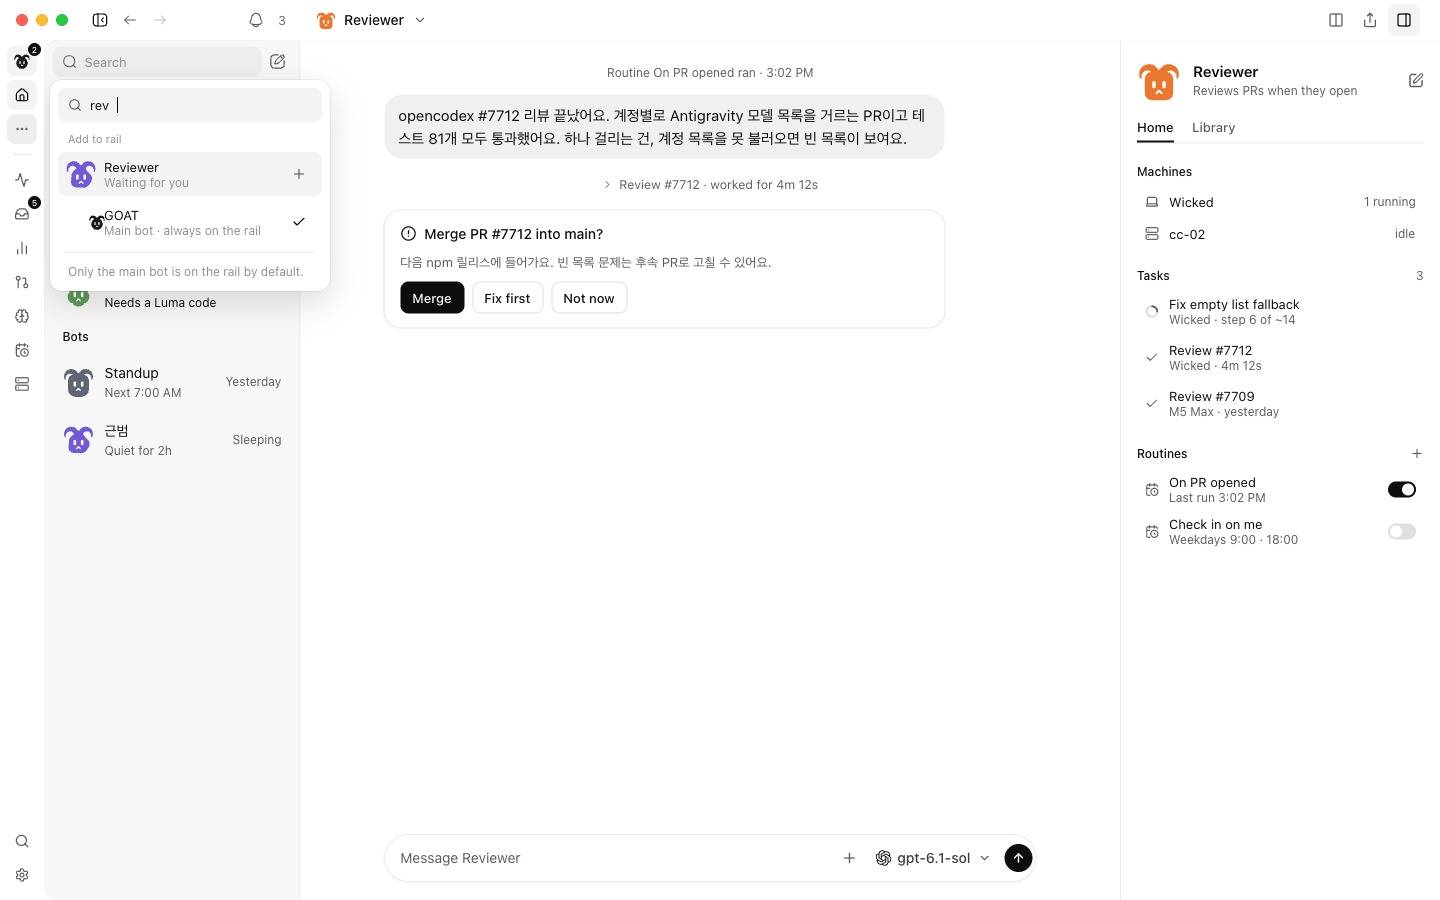 3
Reviewer
2
Search
rev
Add to rail
Reviewer
Waiting for you
GOAT
Main bot · always on the rail
Only the main bot is on the rail by default.
5
Needs a Luma code
Bots
Standup
Next 7:00 AM
Yesterday
근범
Quiet for 2h
Sleeping
Routine On PR opened ran · 3:02 PM
opencodex #7712 리뷰 끝났어요. 계정별로 Antigravity 모델 목록을 거르는 PR이고 테
스트 81개 모두 통과했어요. 하나 걸리는 건, 계정 목록을 못 불러오면 빈 목록이 보여요.
Review #7712 · worked for 4m 12s
Merge PR #7712 into main?
다음 npm 릴리스에 들어가요. 빈 목록 문제는 후속 PR로 고칠 수 있어요.
Merge
Fix first
Not now
Message Reviewer
gpt-6.1-sol
Reviewer
Reviews PRs when they open
Home
Library
Machines
Wicked
1 running
cc-02
idle
Tasks
3
Fix empty list fallback
Wicked · step 6 of ~14
Review #7712
Wicked · 4m 12s
Review #7709
M5 Max · yesterday
Routines
On PR opened
Last run 3:02 PM
Check in on me
Weekdays 9:00 · 18:00